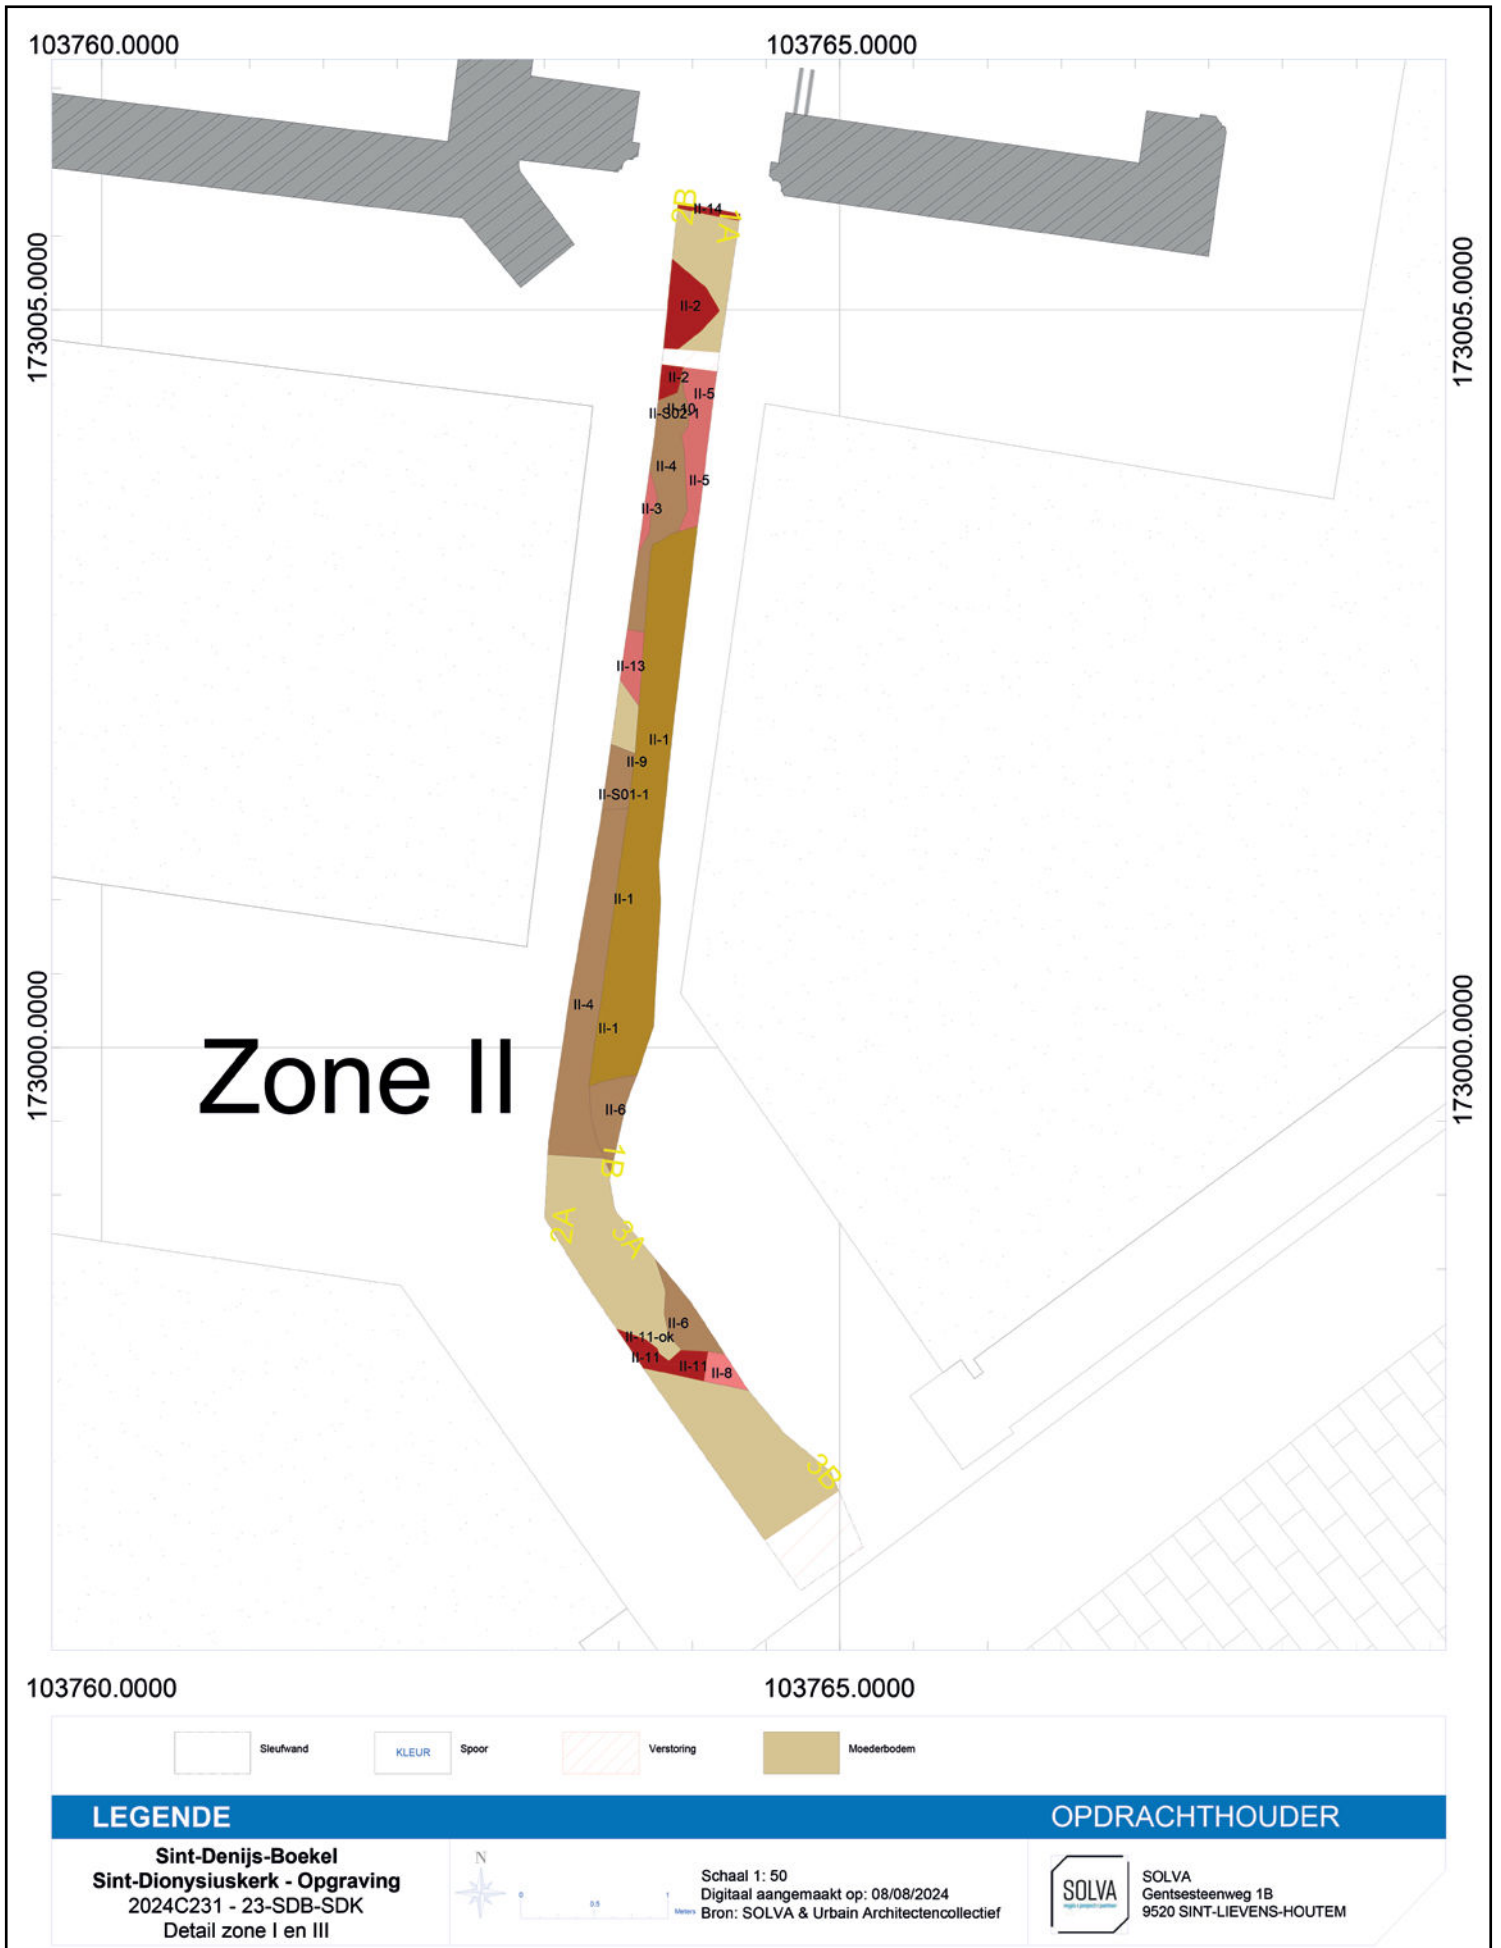 103760.0000
103765.0000
173005.0000
173005.0000
2B
II-14
1A
II-2
II-2
II-5
II-10
II-S02-1
II-4
II-5
II-3
II-13
II-1
II-9
II-S01-1
II-1
II-4
II-1
173000.0000
173000.0000
Zone II
II-6
1B
2A
3A
II-6
II-11-ok
II-11
II-11
II-8
3B
103760.0000
103765.0000
Sleufwand
KLEUR
Spoor
Verstoring
Moederbodem
LEGENDE
OPDRACHTHOUDER
Sint-Denijs-Boekel
Sint-Dionysiuskerk - Opgraving
2024C231 - 23-SDB-SDK
Detail zone I en III
N
0
0.5
1
Meters
Schaal 1: 50
Digitaal aangemaakt op: 08/08/2024
Bron: SOLVA & Urbain Architectencollectief
SOLVA
SOLVA
Gentsesteenweg 1B
9520 SINT-LIEVENS-HOUTEM